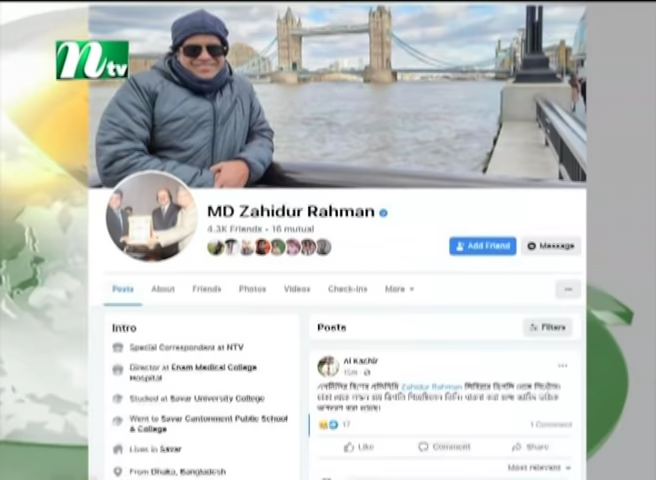 ntv
MD Zahidur Rahman
4.3K Friends • 16 mutual
Add Friend
Message
Posts About Friends Photos Videos Check-ins More
Intro
Special Correspondent at NTV
Director at Enam Medical College
Hospital
Studied at Savar University College
Went to Savar Cantonment Public School
& College
Lives in Savar
From Dhaka, Bangladesh
Posts
Filters
Al Kachir
Zahidur Rahman
17
1 Comment
Like Comment Share
Most relevant